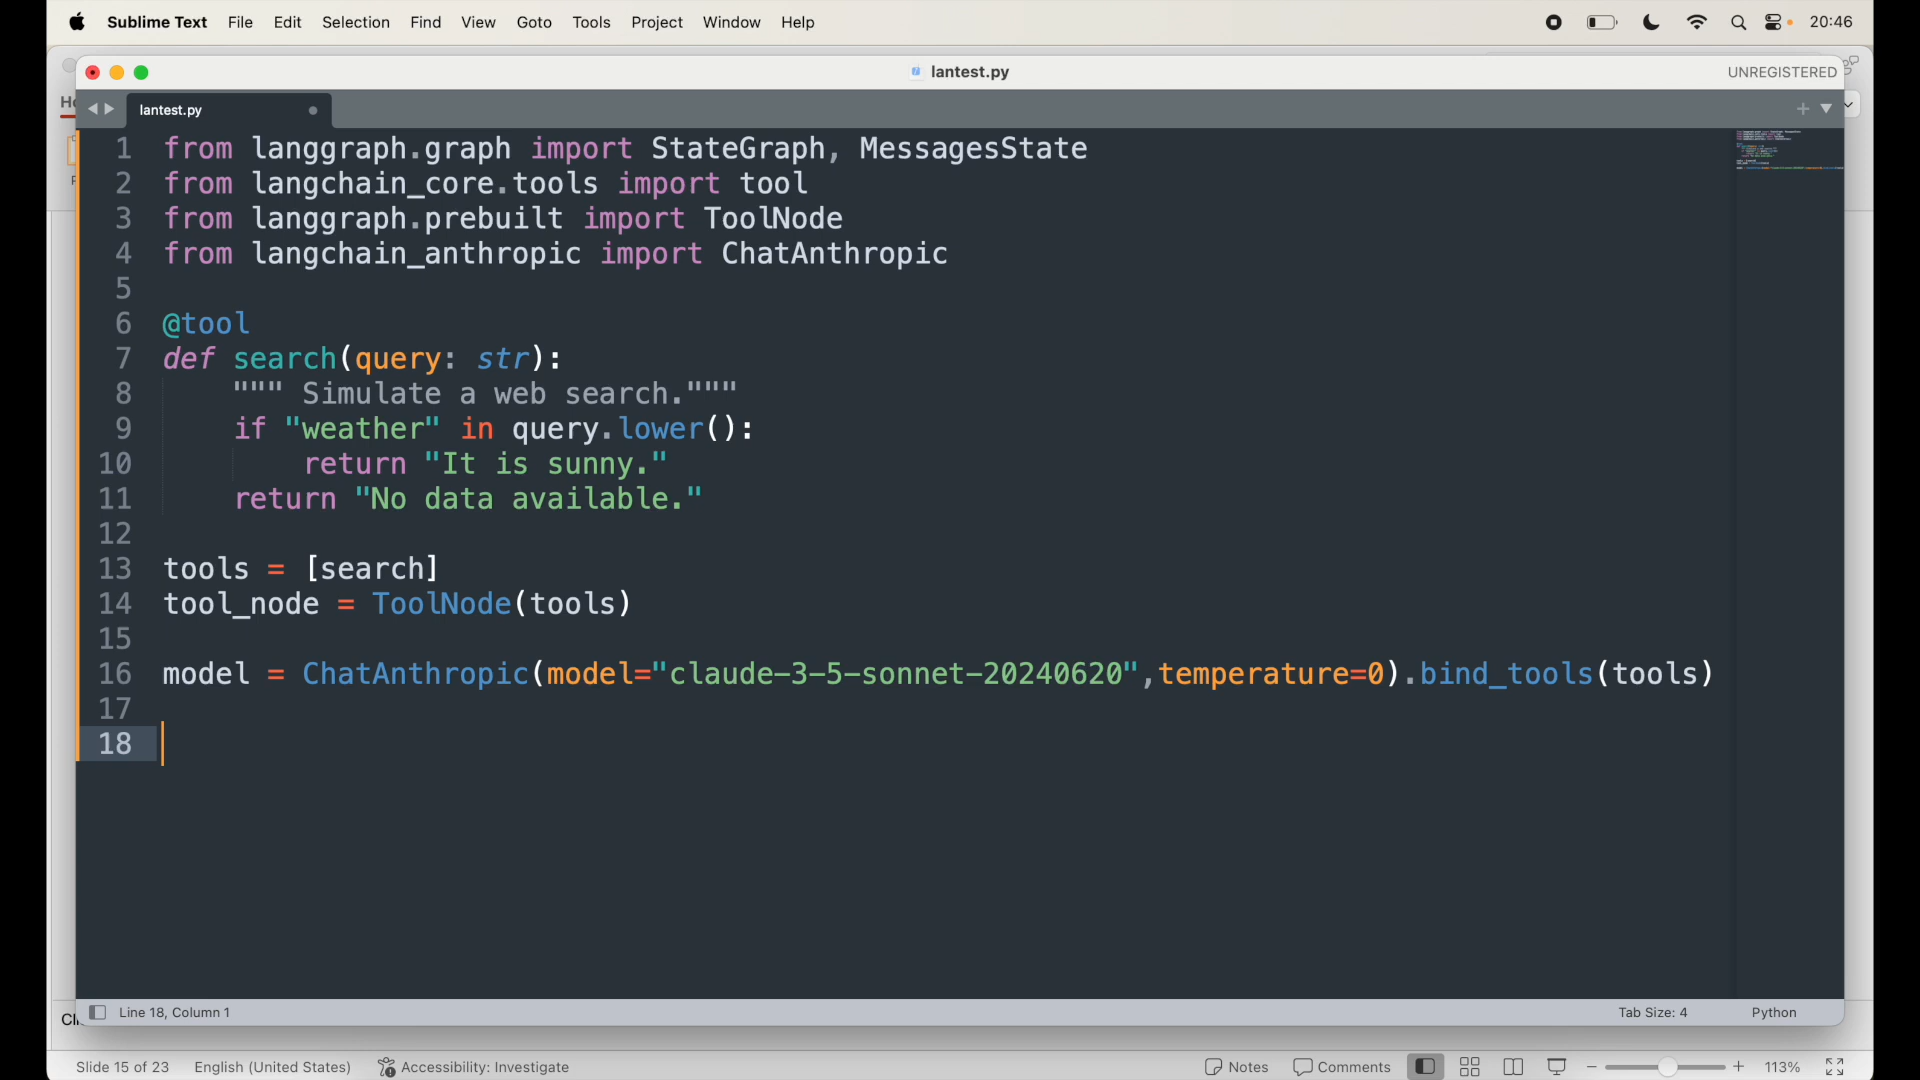 Sublime Text File Edit Selection Find View Goto Tools Project Window Help 20:46
lantest.py UNREGISTERED
lantest.py
1 from langgraph.graph import StateGraph, MessagesState
2 from langchain_core.tools import tool
3 from langgraph.prebuilt import ToolNode
4 from langchain_anthropic import ChatAnthropic
5
6 @tool
7 def search(query: str):
8 """ Simulate a web search."""
9 if "weather" in query.lower():
10 return "It is sunny."
11 return "No data available."
12
13 tools = [search]
14 tool_node = ToolNode(tools)
15
16 model = ChatAnthropic(model="claude-3-5-sonnet-20240620",temperature=0).bind_tools(tools)
17
18
Line 18, Column 1 Tab Size: 4 Python
Slide 15 of 23 English (United States) Accessibility: Investigate Notes Comments 113%